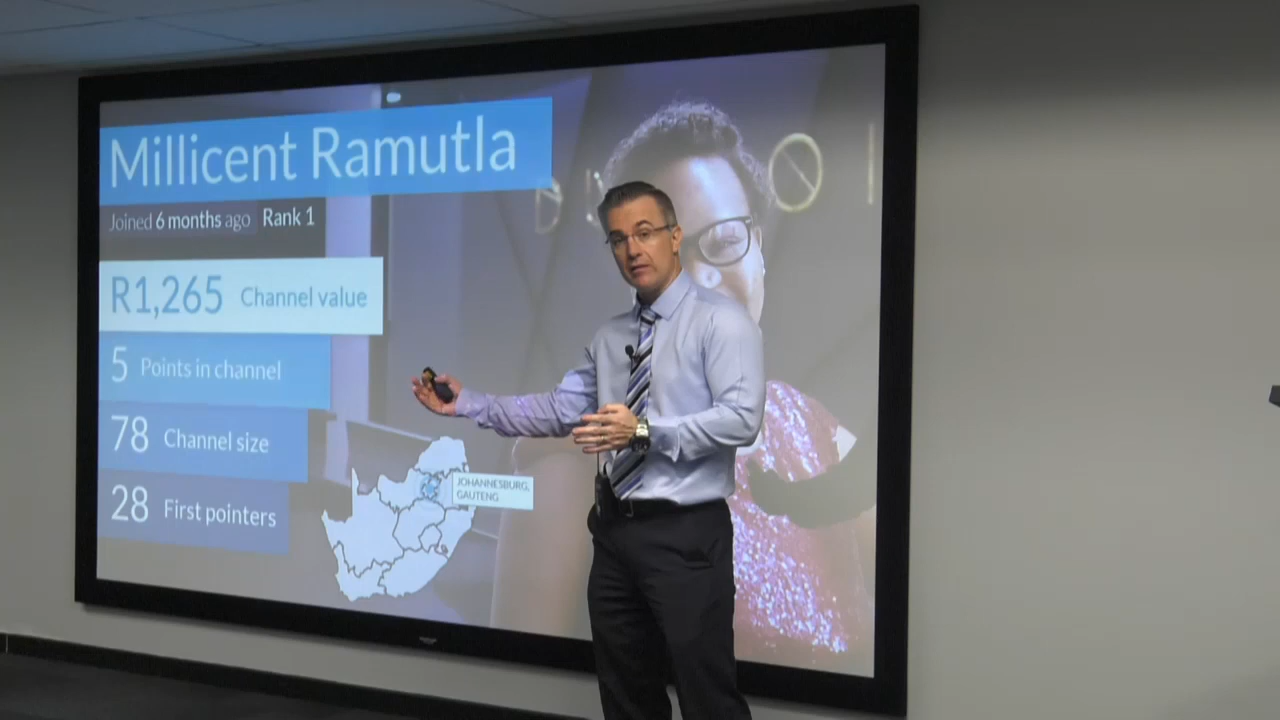 Millicent Ramutla
Joined 6 months ago Rank 1
R1,265 Channel value
5 Points in channel
78 Channel size
28 First pointers
JOHANNESBURG,
GAUTENG